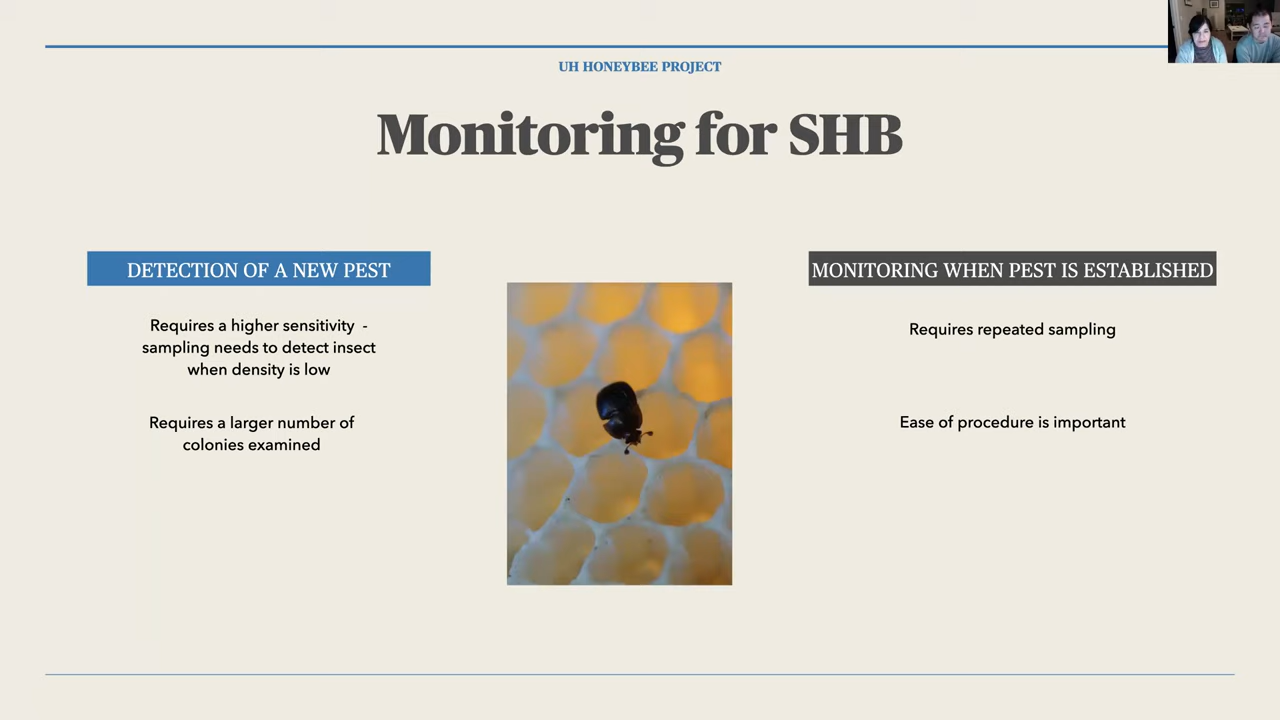 UH HONEYBEE PROJECT
Monitoring for SHB
DETECTION OF A NEW PEST
Requires a higher sensitivity -
sampling needs to detect insect
when density is low
Requires a larger number of
colonies examined
MONITORING WHEN PEST IS ESTABLISHED
Requires repeated sampling
Ease of procedure is important